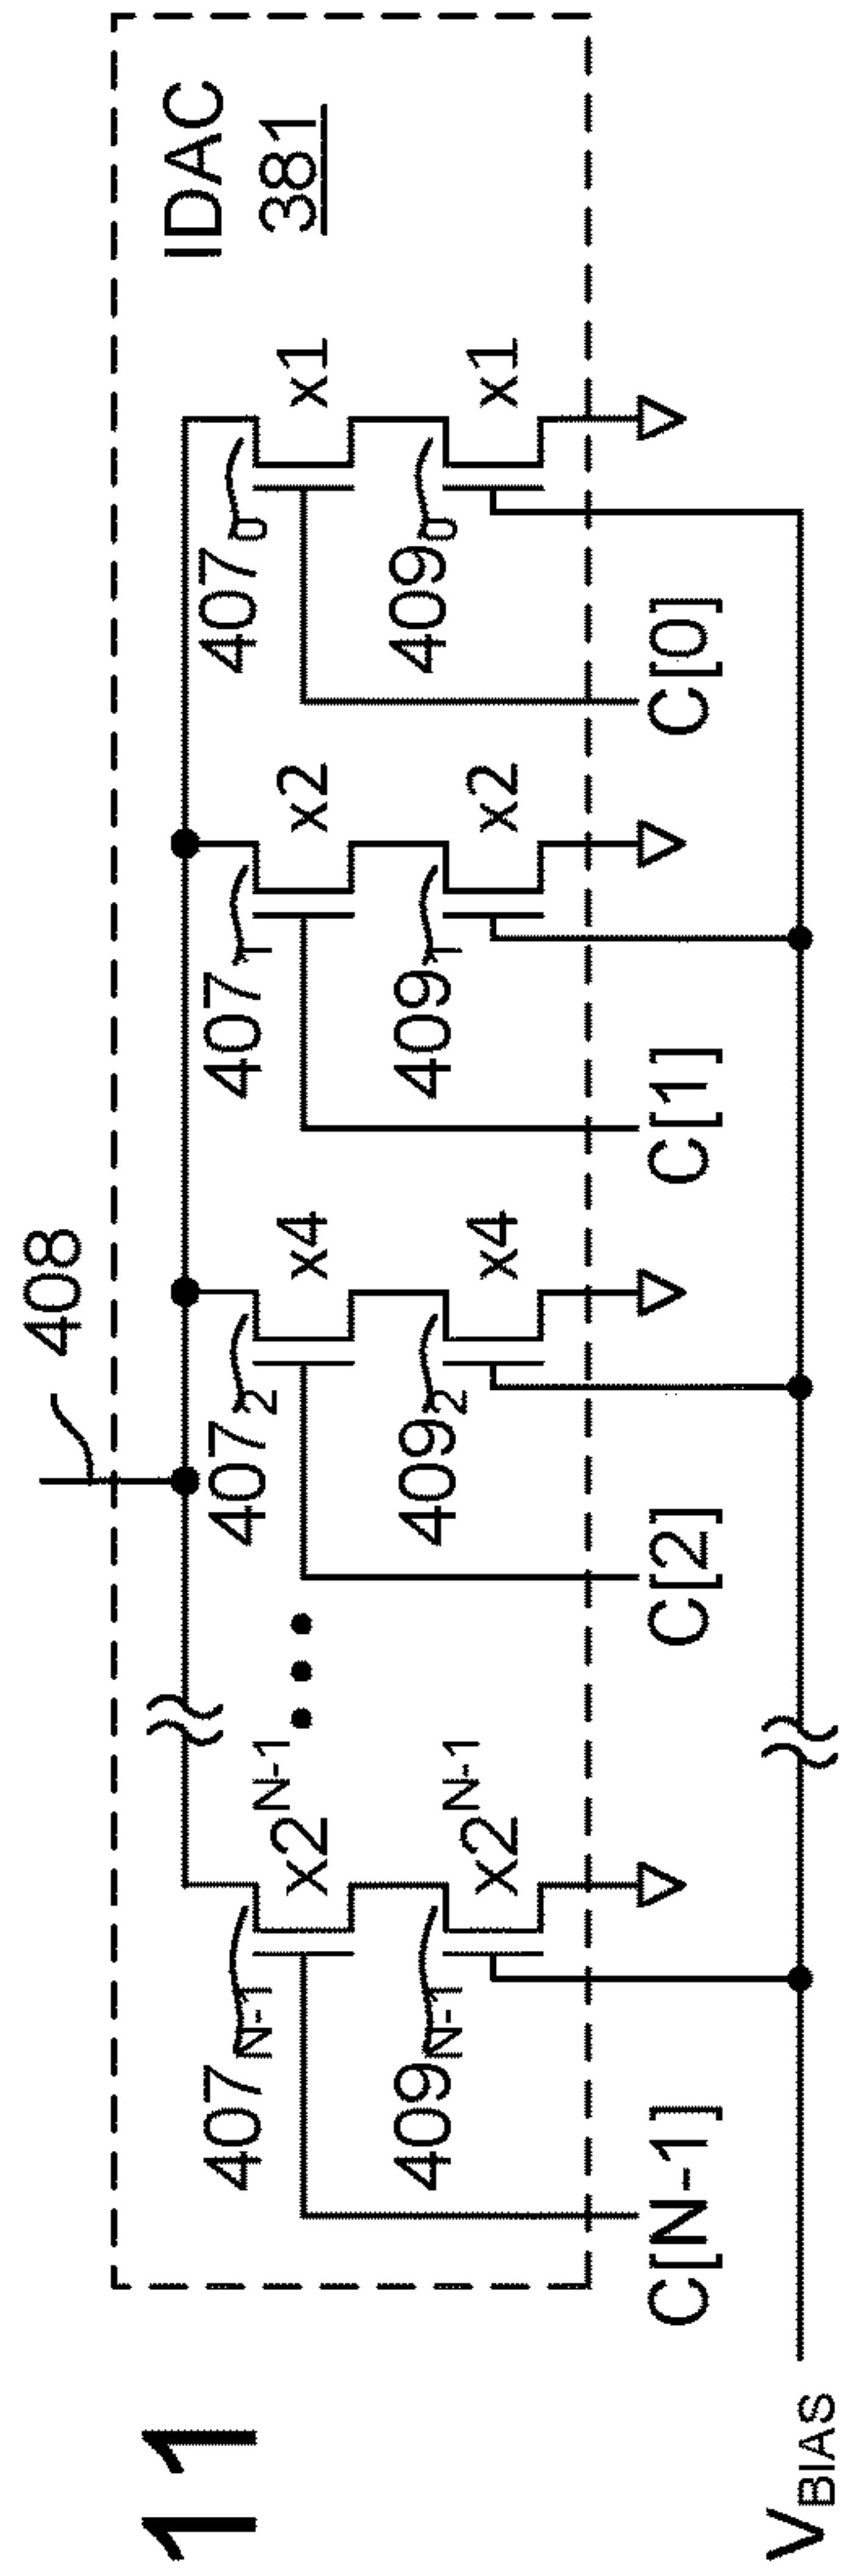 11
408
IDAC
381
407N-1 x2N-1 4072 x4 4071 x2 4070 x1
409N-1 x2N-1 4092 x4 4091 x2 4090 x1
C[N-1] C[2] C[1] C[0]
VBIAS